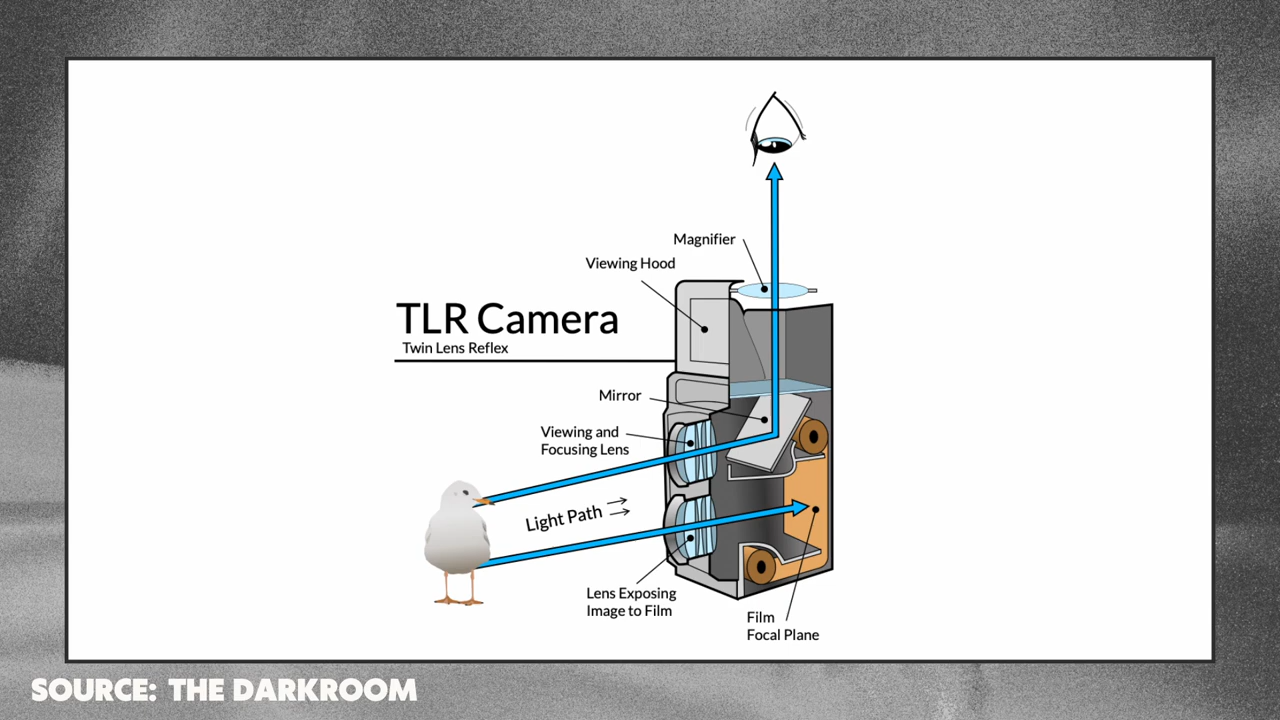 Magnifier
Viewing Hood
TLR Camera
Twin Lens Reflex
Mirror
Viewing and
Focusing Lens
Light Path
Lens Exposing
Image to Film
Film
Focal Plane
SOURCE: THE DARKROOM